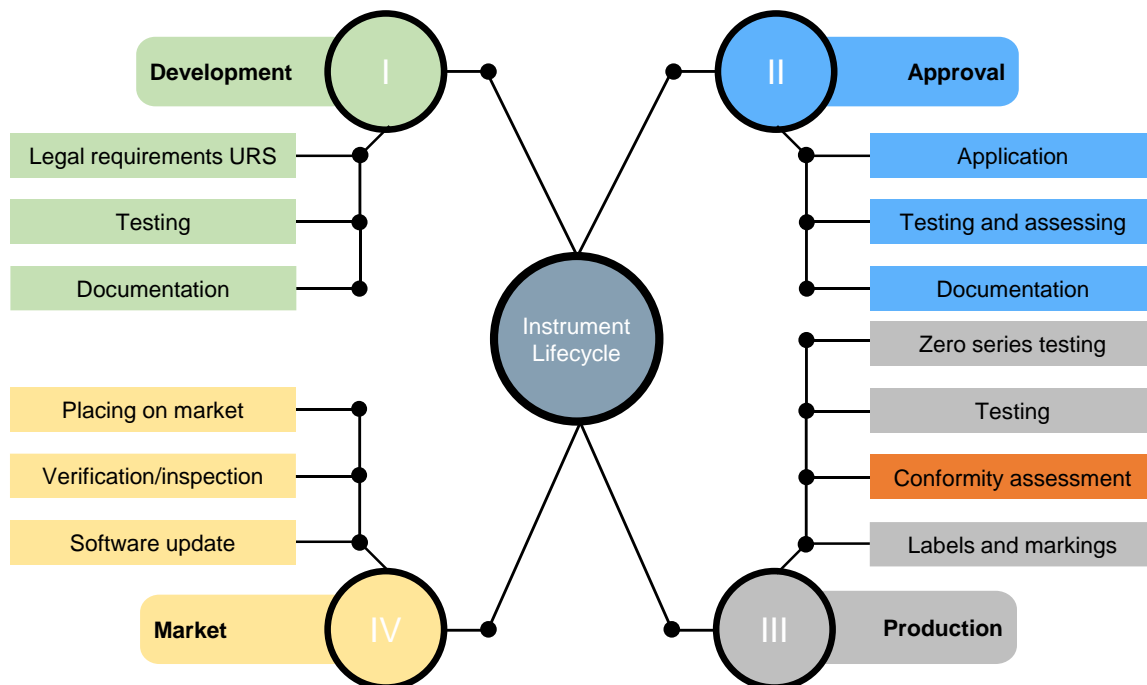 Development
I
Legal requirements URS
Testing
Documentation
II
Approval
Application
Testing and assessing
Documentation
Instrument
Lifecycle
Zero series testing
Testing
Conformity assessment
Labels and markings
III
Production
Placing on market
Verification/inspection
Software update
Market
IV